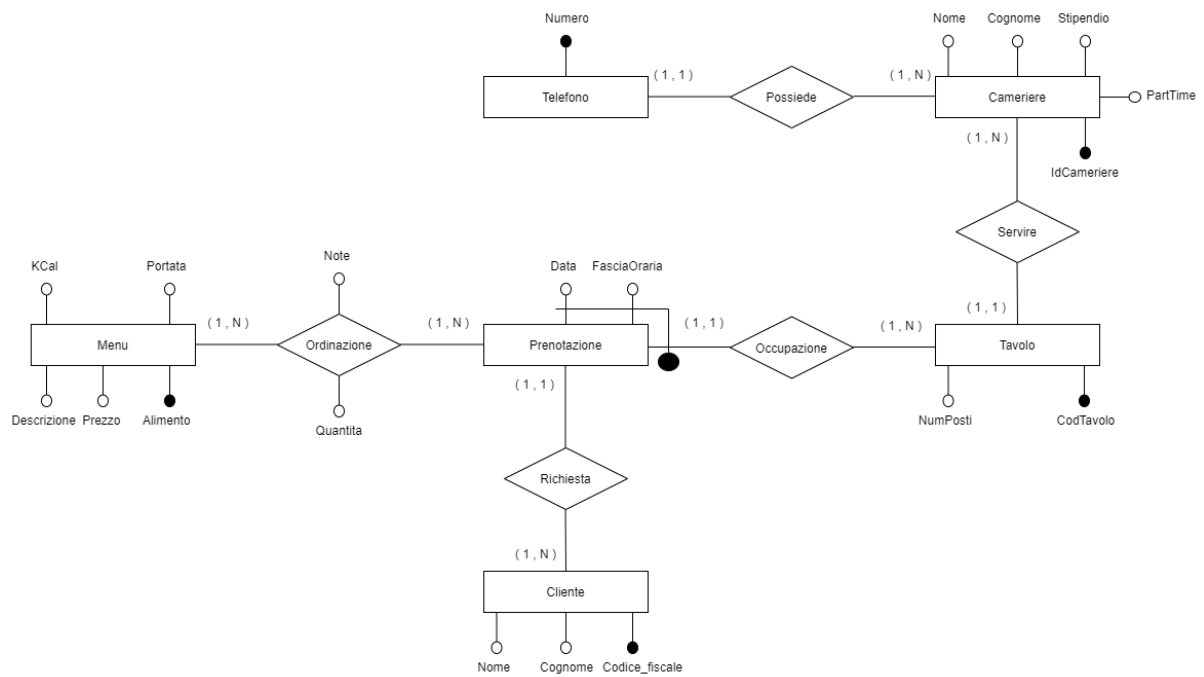 Numero
Nome Cognome Stipendio
( 1 , 1 ) ( 1 , N )
Telefono Possiede Cameriere PartTime
( 1 , N )
IdCameriere
Servire
KCal Portata Note Data FasciaOraria
( 1 , N ) ( 1 , N ) ( 1 , 1 ) ( 1 , N ) ( 1 , 1 )
Menu Ordinazione Prenotazione Occupazione Tavolo
( 1 , 1 )
Descrizione Prezzo Alimento Quantita NumPosti CodTavolo
Richiesta
( 1 , N )
Cliente
Nome Cognome Codice_fiscale